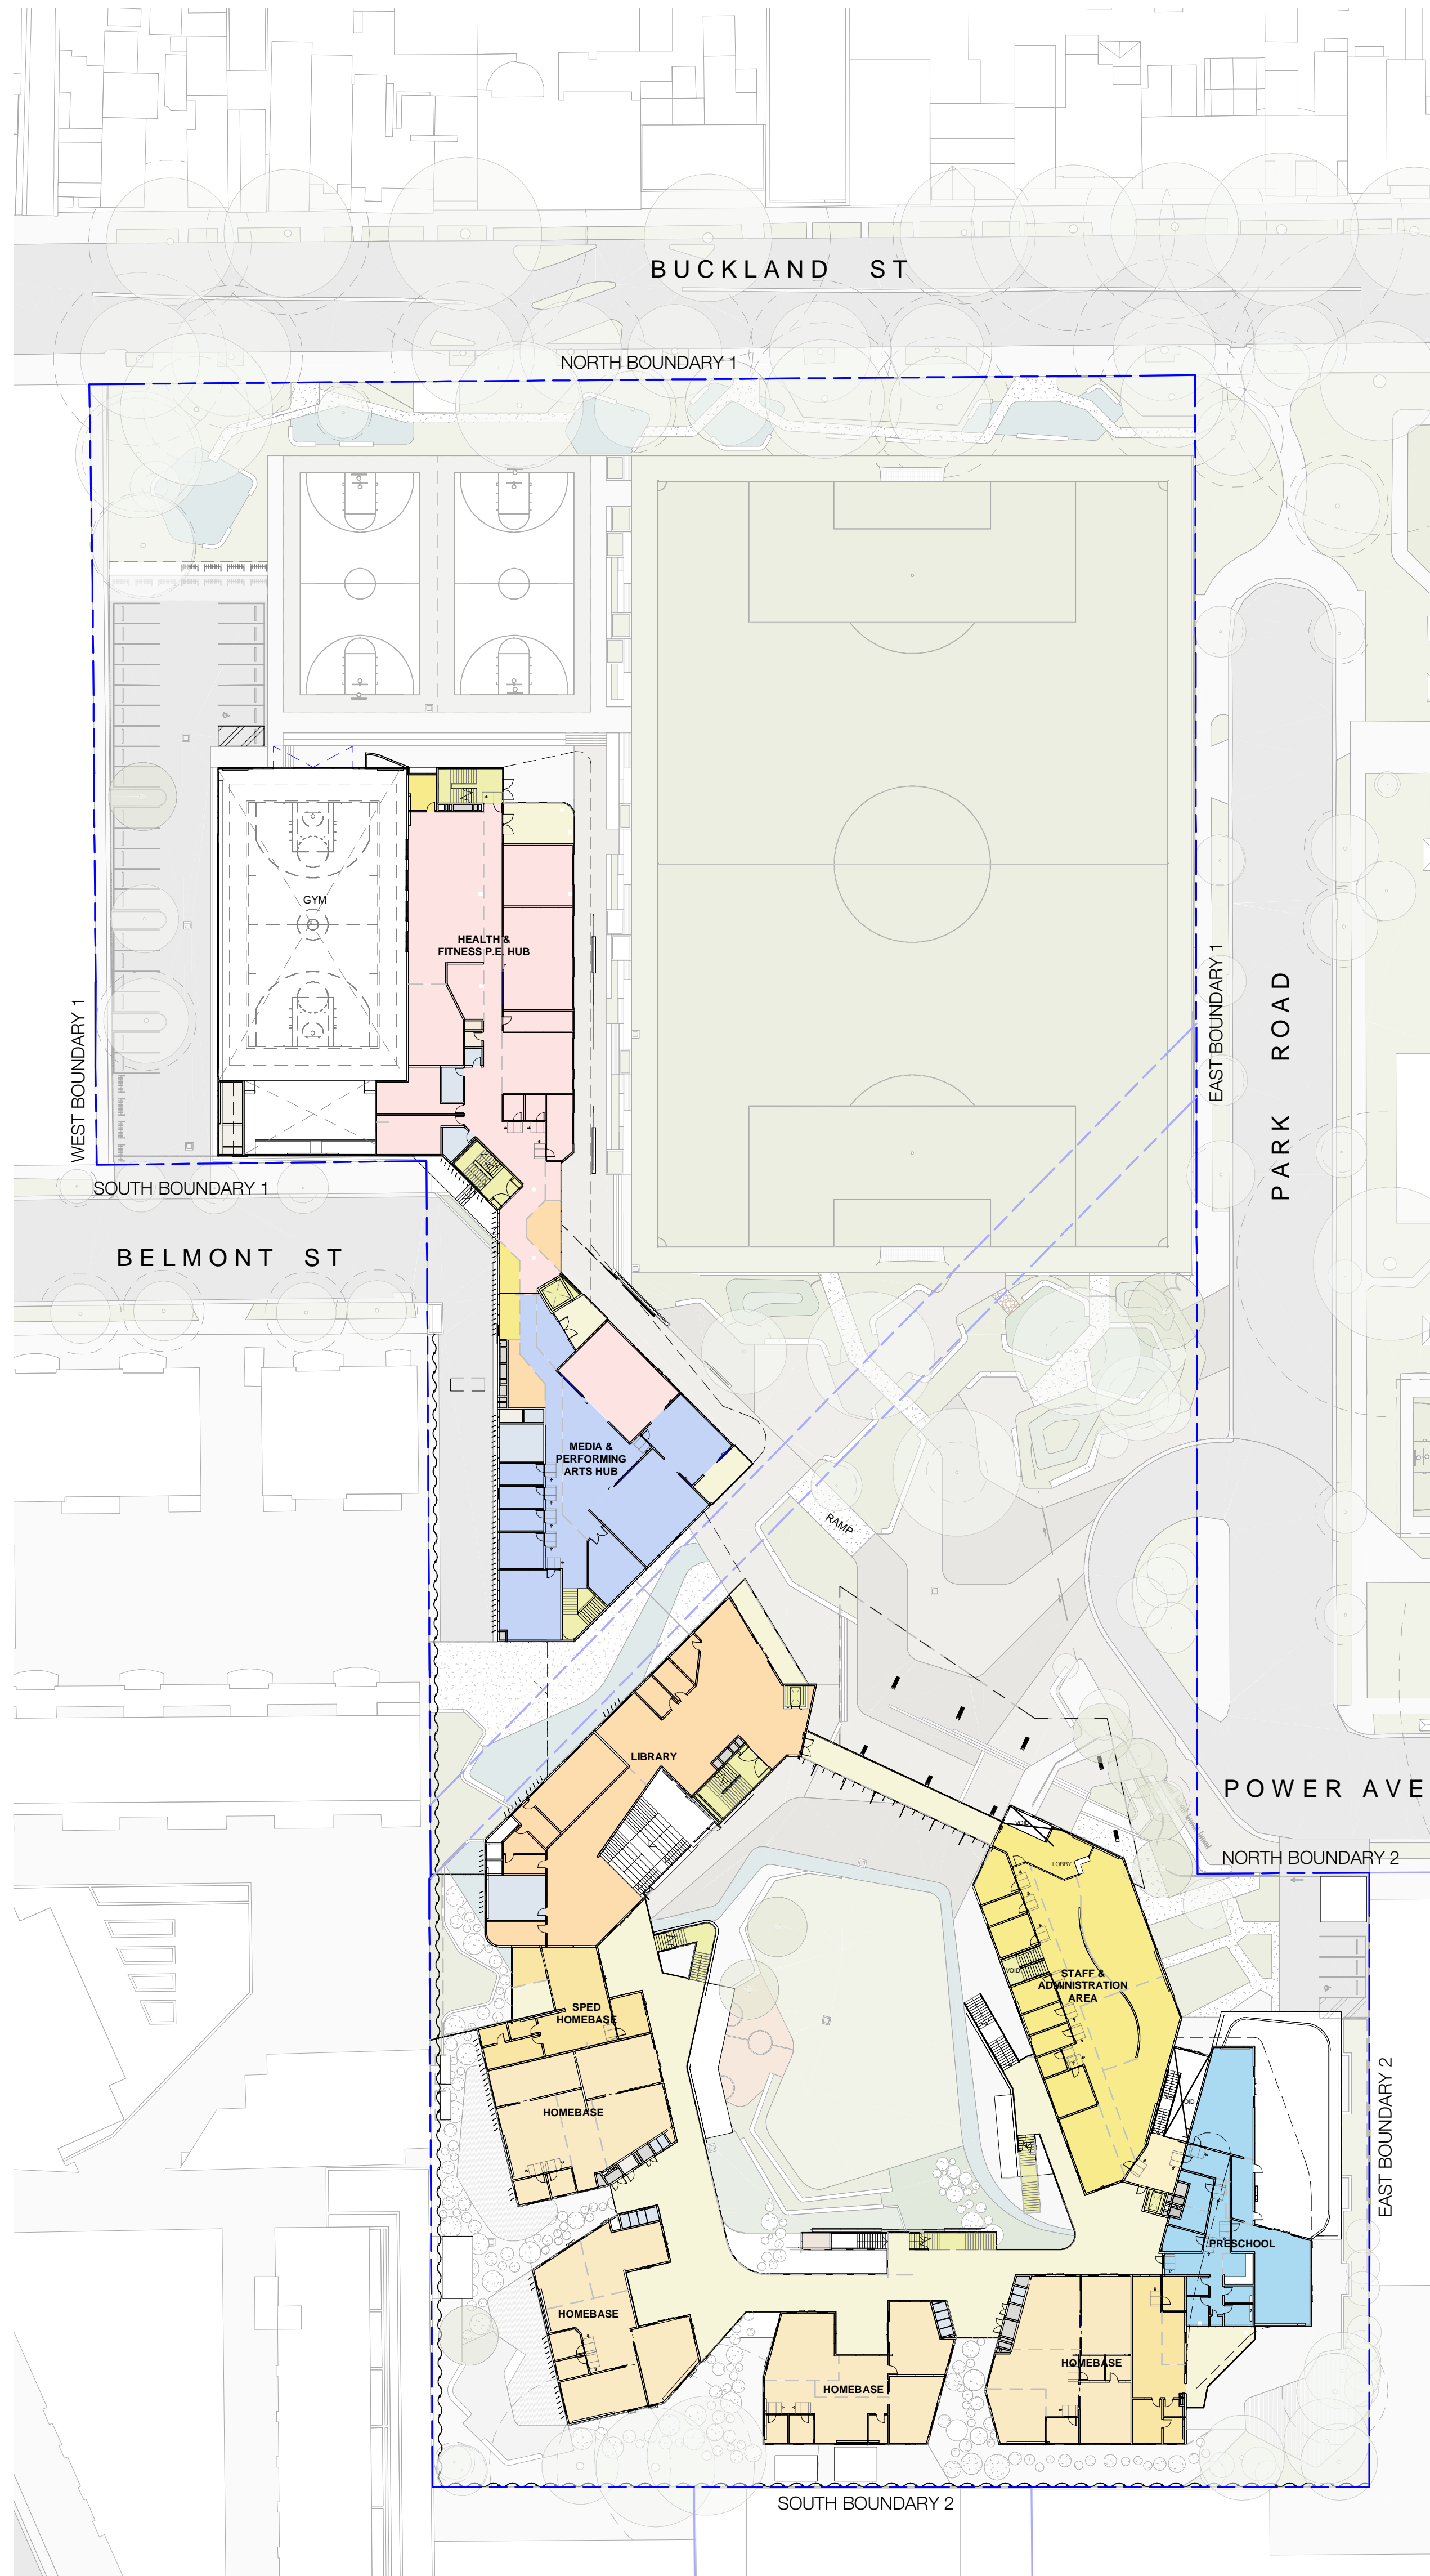 BUCKLAND ST
NORTH BOUNDARY 1
GYM
HEALTH &
FITNESS P.E. HUB
WEST BOUNDARY 1
EAST BOUNDARY 1
PARK ROAD
SOUTH BOUNDARY 1
BELMONT ST
MEDIA &
PERFORMING
ARTS HUB
RAMP
LIBRARY
POWER AVE
NORTH BOUNDARY 2
LOBBY
VOID
STAFF &
ADMINISTRATION
AREA
SPED
HOMEBASE
HOMEBASE
VOID
EAST BOUNDARY 2
PRESCHOOL
HOMEBASE
HOMEBASE
HOMEBASE
SOUTH BOUNDARY 2